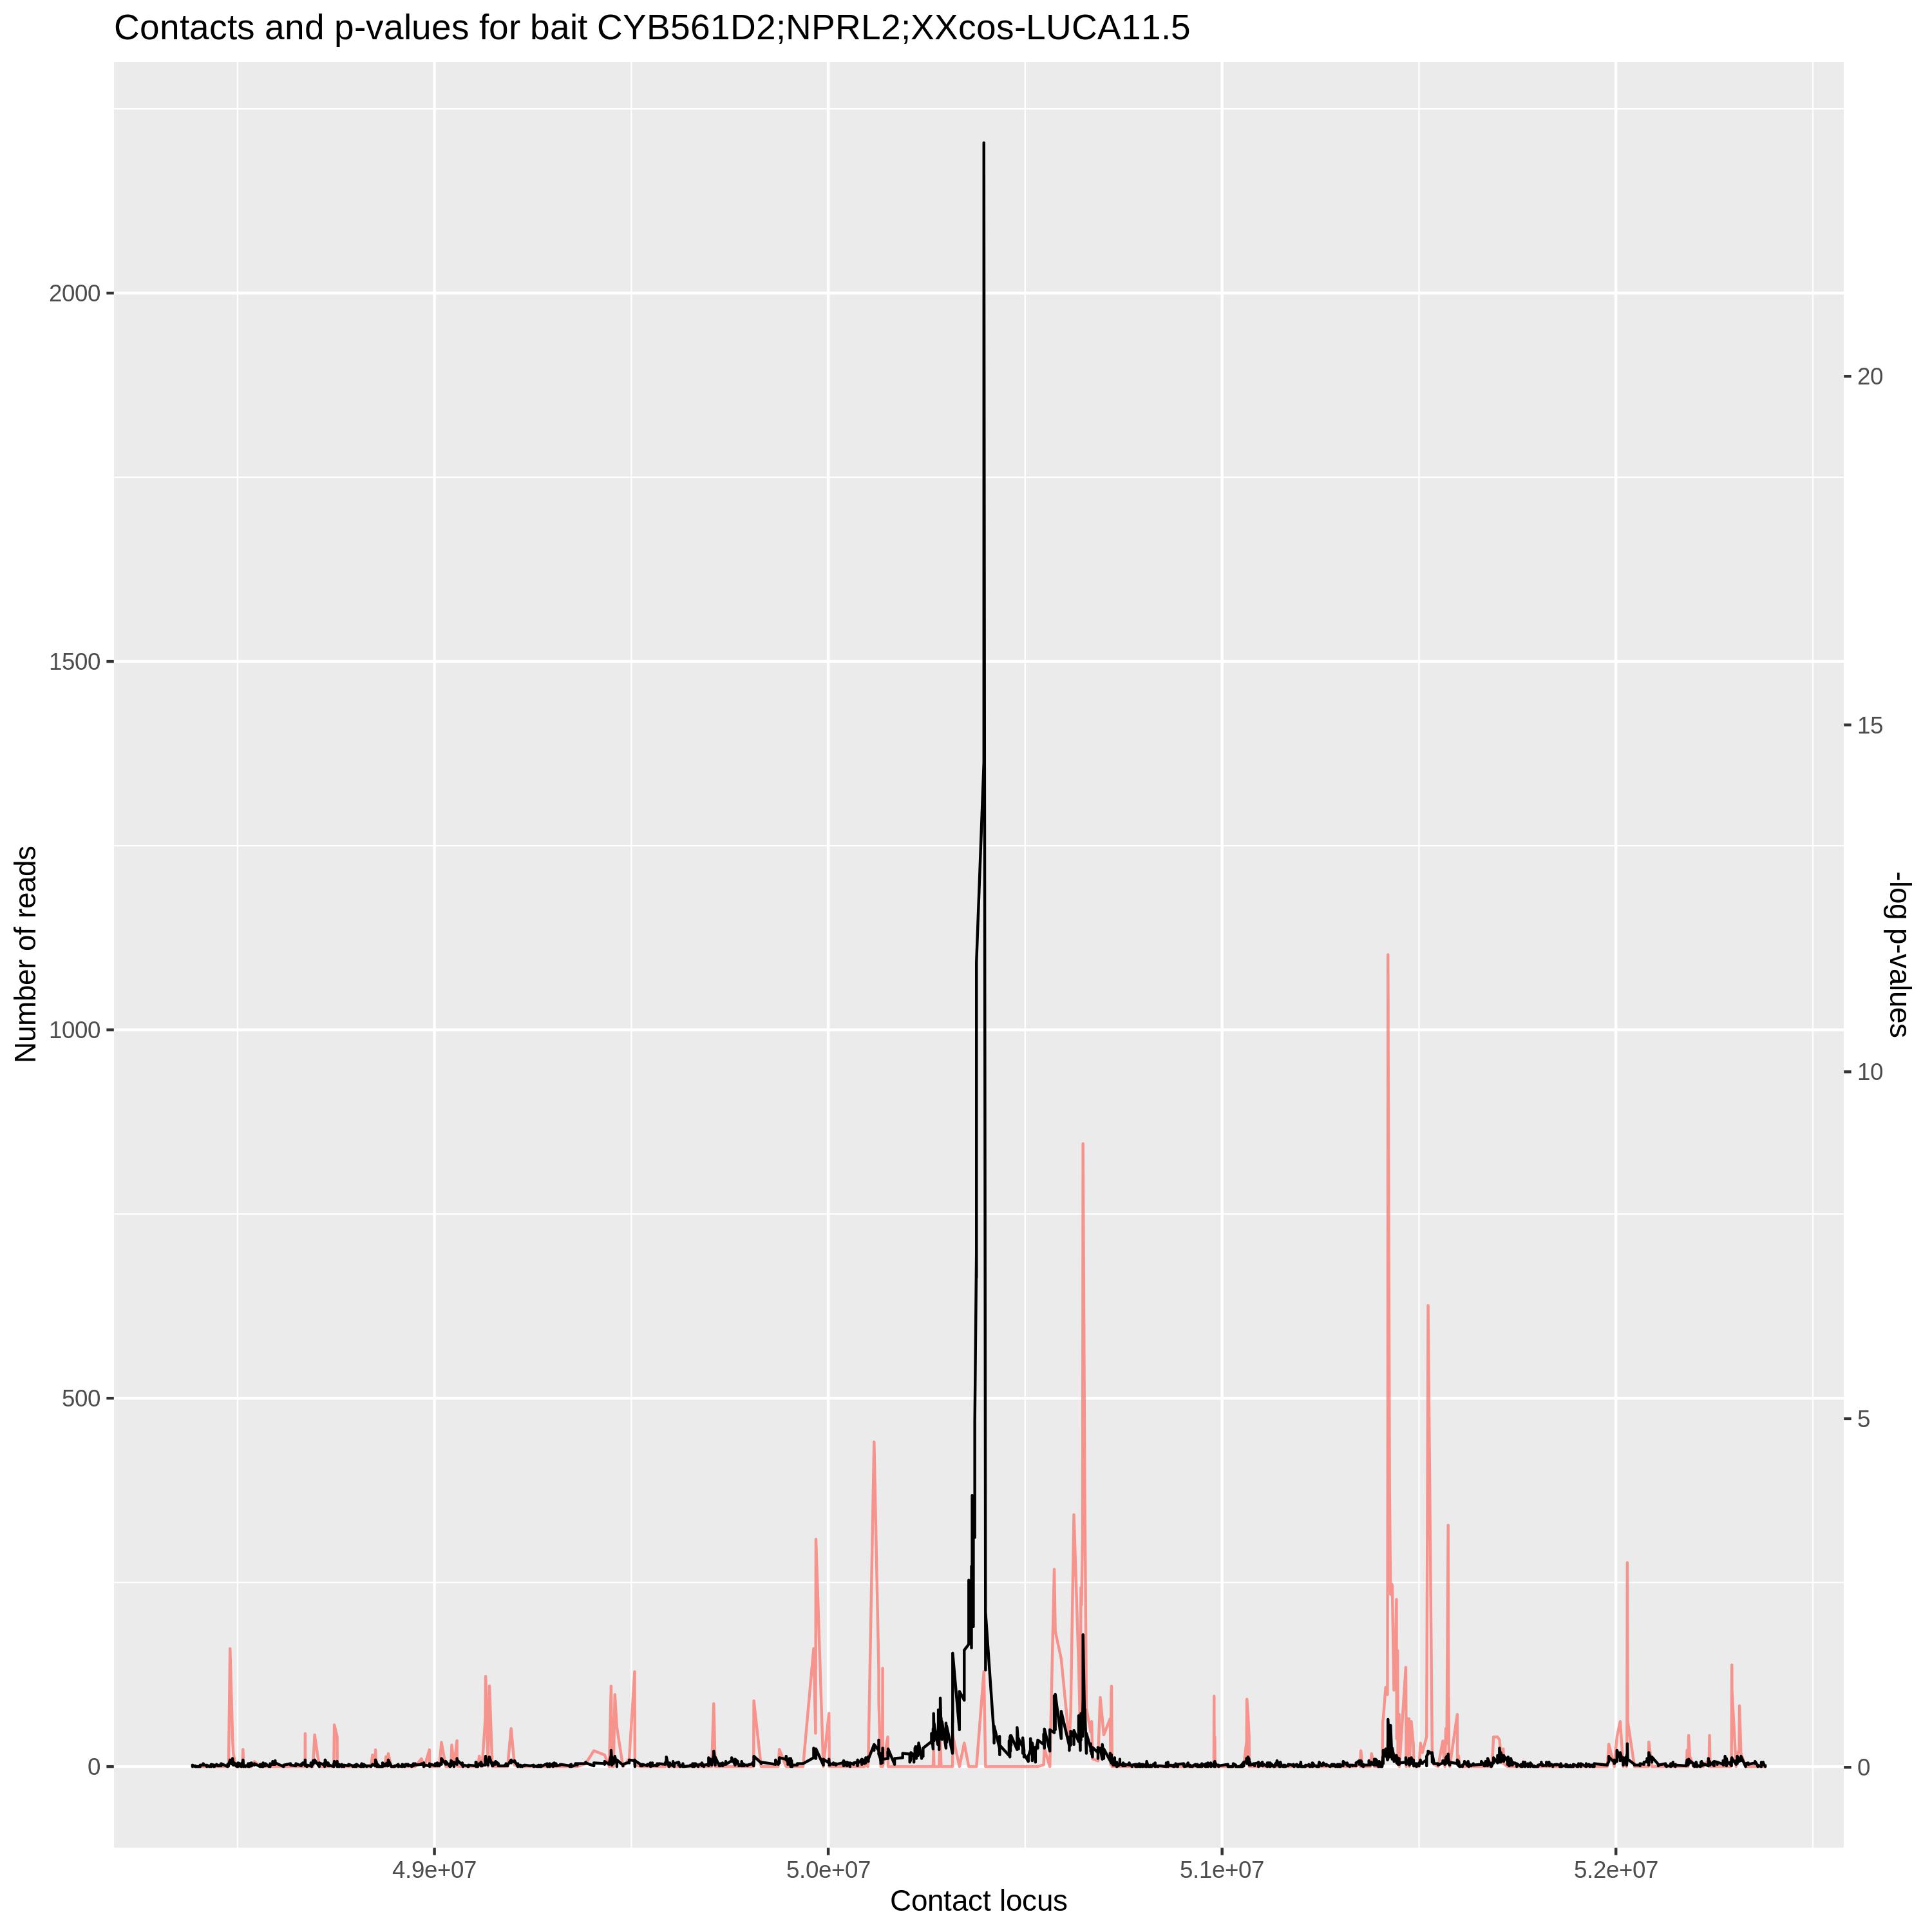 Contacts and p-values for bait CYB561D2;NPRL2;XXcos-LUCA11.5
Number of reads
2000
1500
1000
500
0
20
15
10
5
0
-log p-values
4.9e+07
5.0e+07
5.1e+07
5.2e+07
Contact locus